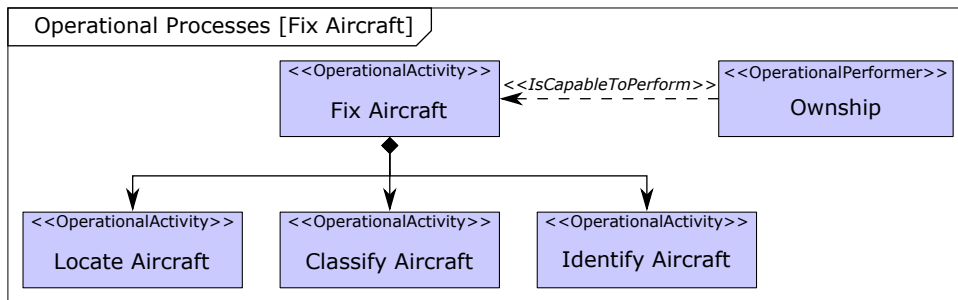 Operational Processes [Fix Aircraft]
<<OperationalActivity>>
Fix Aircraft
<<IsCapableToPerform>>
<<OperationalPerformer>>
Ownship
<<OperationalActivity>>
Locate Aircraft
<<OperationalActivity>>
Classify Aircraft
<<OperationalActivity>>
Identify Aircraft